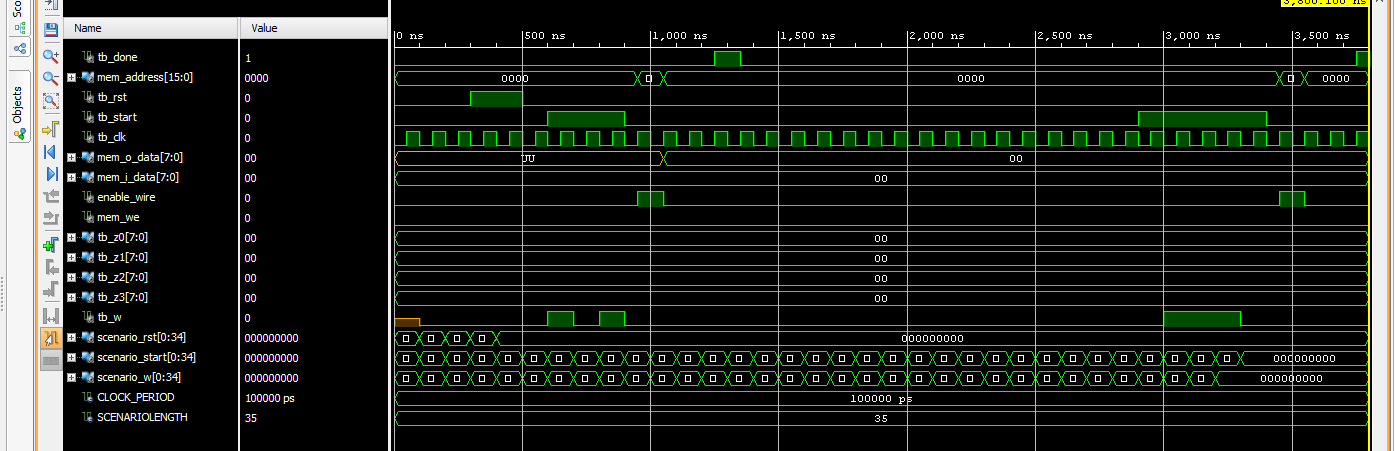 3,800.100 ns
Sco
Objects
Name Value
0 ns 500 ns 1,000 ns 1,500 ns 2,000 ns 2,500 ns 3,000 ns 3,500 ns
tb_done 1
mem_address[15:0] 0000 0000 0000 0000
tb_rst 0
tb_start 0
tb_clk 0
mem_o_data[7:0] 00 UU 00
mem_i_data[7:0] 00 00
enable_wire 0
mem_we 0
tb_z0[7:0] 00 00
tb_z1[7:0] 00 00
tb_z2[7:0] 00 00
tb_z3[7:0] 00 00
tb_w 0
scenario_rst[0:34] 000000000 000000000
scenario_start[0:34] 000000000 000000000
scenario_w[0:34] 000000000 000000000
CLOCK_PERIOD 100000 ps 100000 ps
SCENARIOLENGTH 35 35